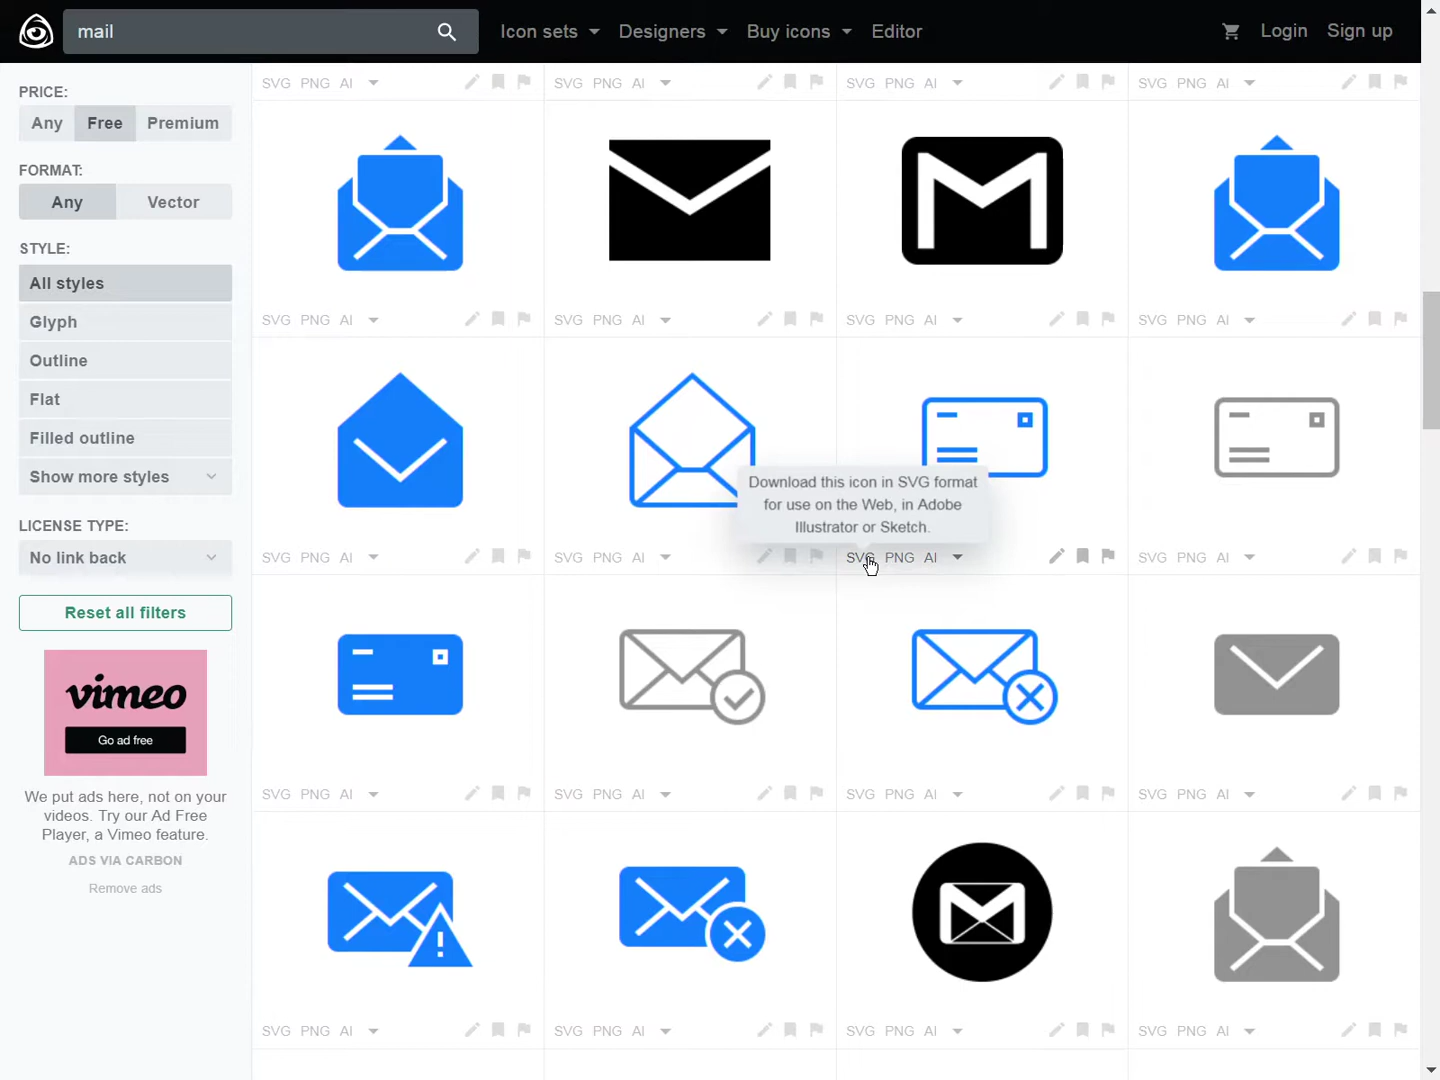 mail
Icon sets
Designers
Buy icons
Editor
Login
Sign up
PRICE:
Any
Free
Premium
FORMAT:
Any
Vector
STYLE:
All styles
Glyph
Outline
Flat
Filled outline
Show more styles
LICENSE TYPE:
No link back
Reset all filters
vimeo
Go ad free
We put ads here, not on your
videos. Try our Ad Free
Player, a Vimeo feature.
ADS VIA CARBON
Remove ads
SVG PNG AI
SVG PNG AI
SVG PNG AI
SVG PNG AI
SVG PNG AI
SVG PNG AI
SVG PNG AI
SVG PNG AI
Download this icon in SVG format
for use on the Web, in Adobe
Illustrator or Sketch.
SVG PNG AI
SVG PNG AI
SVG PNG AI
SVG PNG AI
SVG PNG AI
SVG PNG AI
SVG PNG AI
SVG PNG AI
SVG PNG AI
SVG PNG AI
SVG PNG AI
SVG PNG AI